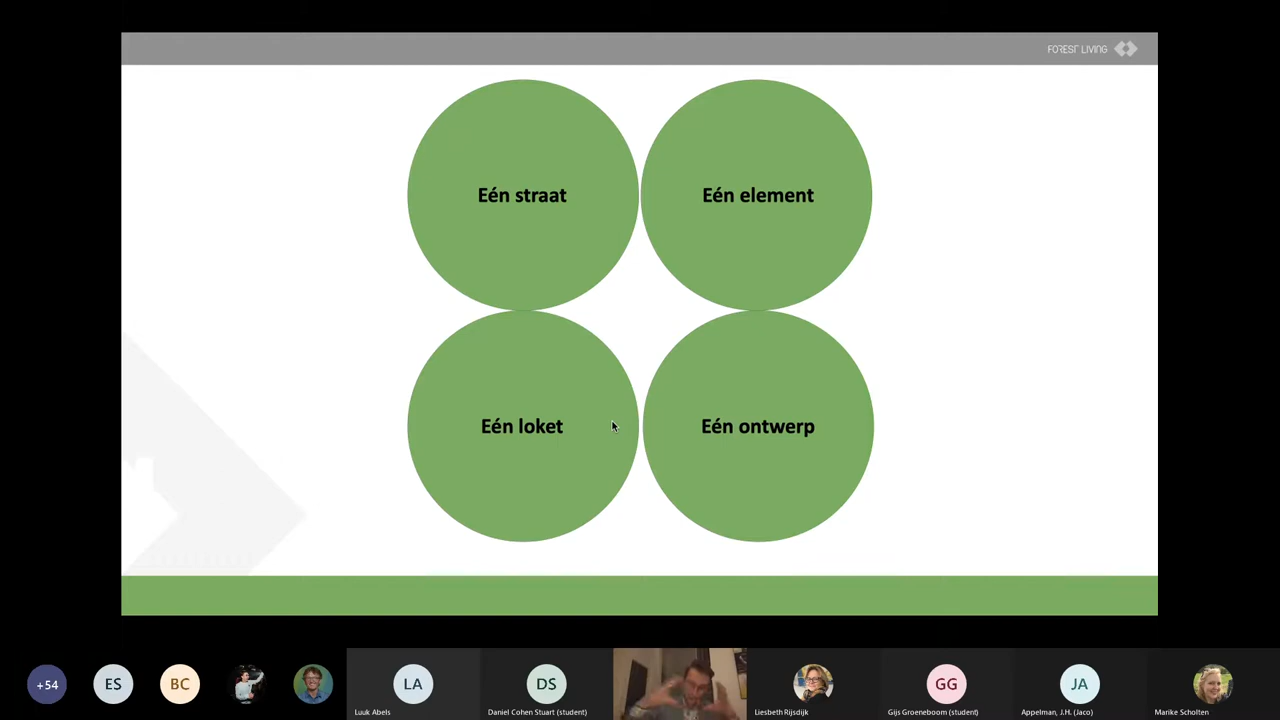 FOREST LIVING
Eén straat
Eén element
Eén loket
Eén ontwerp
+54
ES
BC
LA
DS
GG
JA
Luuk Abels
Daniel Cohen Stuart (student)
Liesbeth Rijsdijk
Gijs Groeneboom (student)
Appelman, J.H. (Jaco)
Marike Scholten